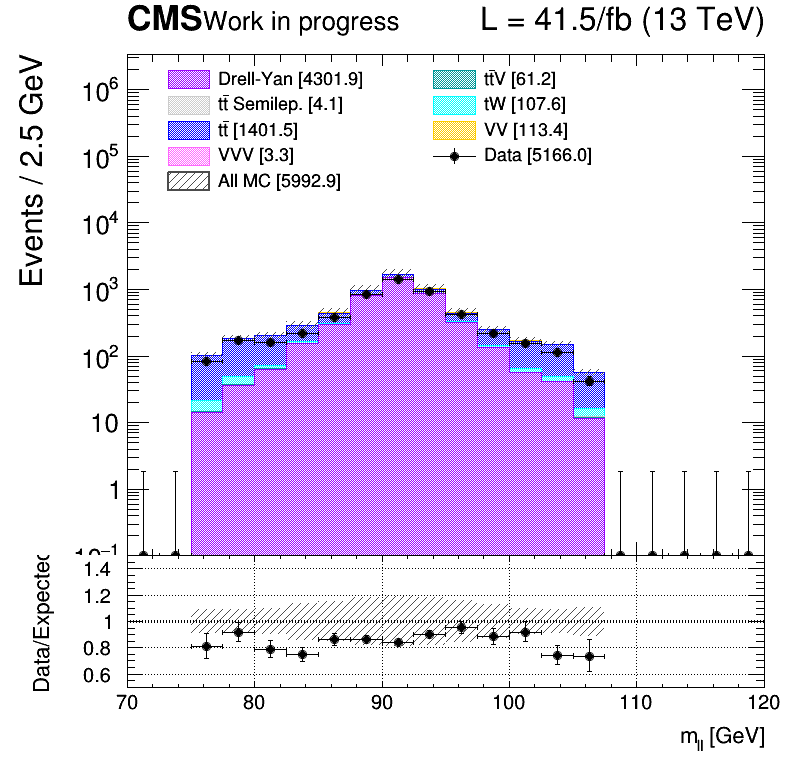 CMS Work in progress L = 41.5/fb (13 TeV)
Events / 2.5 GeV
Drell-Yan [4301.9]
tt̄ Semilep. [4.1]
tt̄ [1401.5]
VVV [3.3]
All MC [5992.9]
tt̄V [61.2]
tW [107.6]
VV [113.4]
Data [5166.0]
10⁶
10⁵
10⁴
10³
10²
10
1
10⁻¹
Data/Expected
1.4
1.2
1
0.8
0.6
70 80 90 100 110 120
m_ll [GeV]